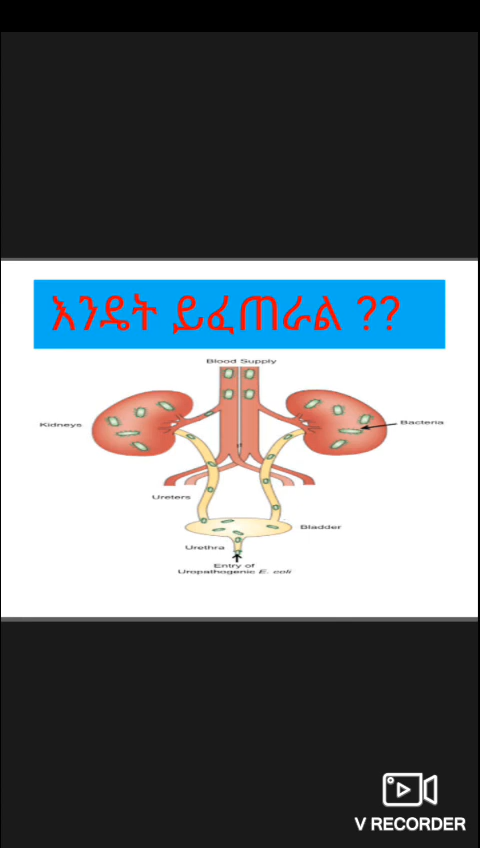 እንዴት ይፈጠራል ??
Blood Supply
Kidneys
Bacteria
Ureters
Bladder
Urethra
Entry of
Uropathogenic E. coli
V RECORDER